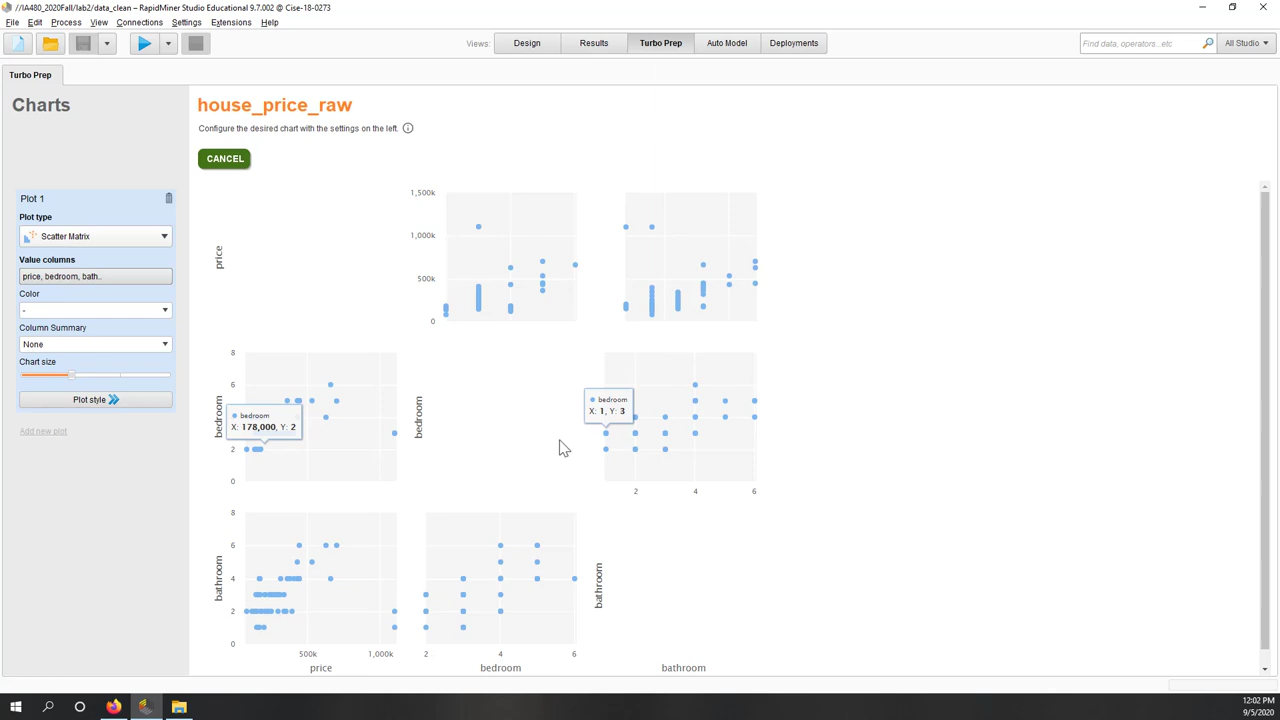 //IA480_2020Fall/lab2/data_clean – RapidMiner Studio Educational 9.7.002 @ Cise-18-0273
File Edit Process View Connections Settings Extensions Help
Views: Design Results Turbo Prep Auto Model Deployments
Find data, operators...etc
All Studio
Turbo Prep
Charts
house_price_raw
Configure the desired chart with the settings on the left.
CANCEL
Plot 1
Plot type
Scatter Matrix
Value columns
price, bedroom, bath..
Color
-
Column Summary
None
Chart size
Plot style
Add new plot
price
1,500k
1,000k
500k
0
bedroom
8
6
2
0
bedroom
X: 178,000, Y: 2
bedroom
bedroom
X: 1, Y: 3
2 4 6
bathroom
8
6
4
2
0
bathroom
500k 1,000k
2 4 6
price
bedroom
bathroom
12:02 PM
9/5/2020